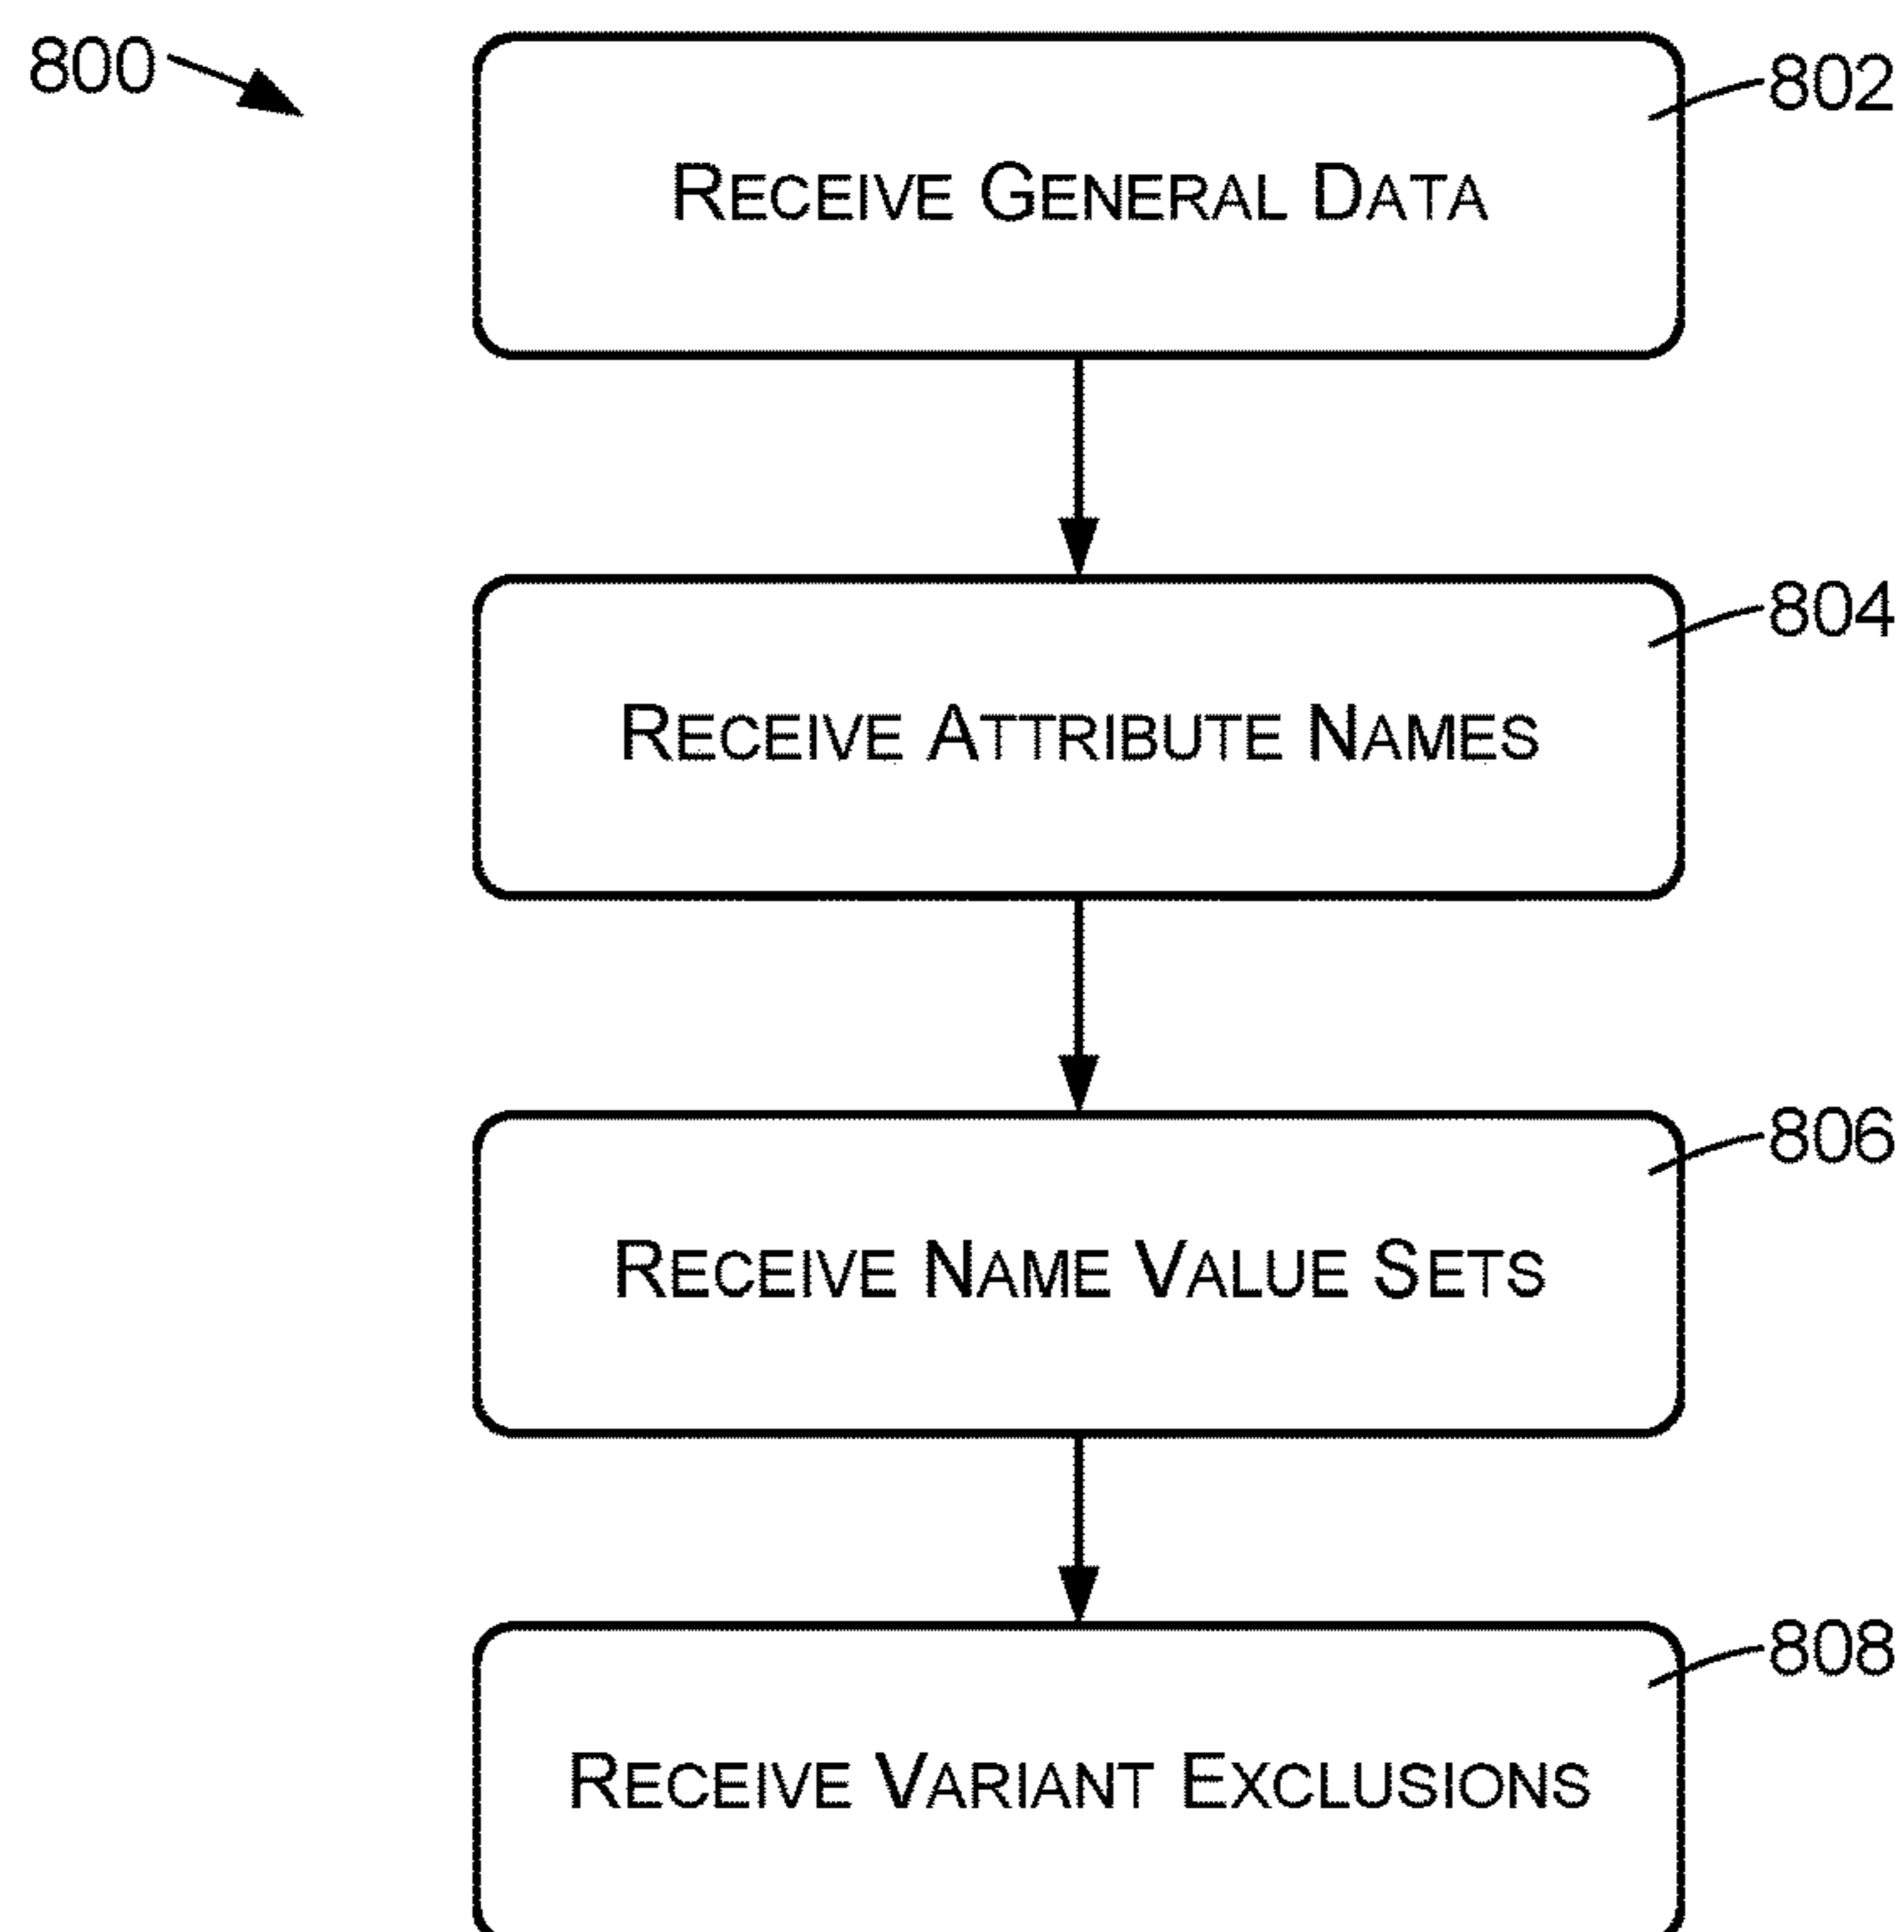 800
802
RECEIVE GENERAL DATA
804
RECEIVE ATTRIBUTE NAMES
806
RECEIVE NAME VALUE SETS
808
RECEIVE VARIANT EXCLUSIONS